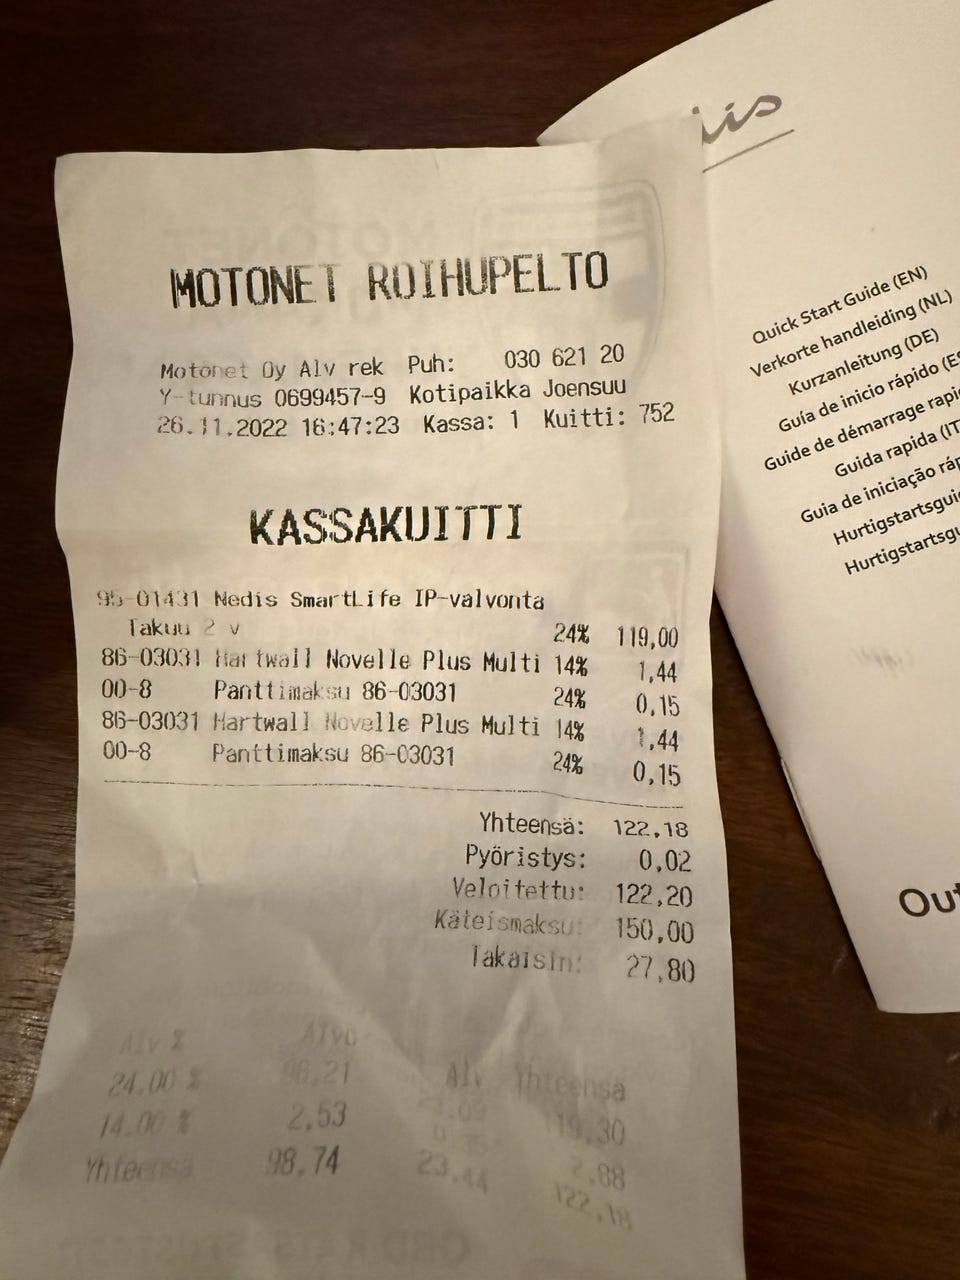 MOTONET ROIHUPELTO
Motonet Oy Alv rek Puh: 030 621 20
Y-tunnus 0699457-9 Kotipaikka Joensuu
26.11.2022 16:47:23 Kassa: 1 Kuitti: 752
KASSAKUITTI
95-01431 Nedis SmartLife IP-valvonta
Takuu 2 v 24% 119,00
86-03031 Hartwall Novelle Plus Multi 14% 1,44
00-8 Panttimaksu 86-03031 24% 0,15
86-03031 Hartwall Novelle Plus Multi 14% 1,44
00-8 Panttimaksu 86-03031 24% 0,15
Yhteensä: 122,18
Pyöristys: 0,02
Veloitettu: 122,20
Käteismaksu: 150,00
Takaisin: 27,80
Alv % Alv Yhteensä
24.00 % 96,21 119,30
14.00 % 2,53 2,88
Yhteensä 98,74 23,44 122,18
Quick Start Guide (EN)
Verkorte handleiding (NL)
Kurzanleitung (DE)
Guía de inicio rápido (ES
Guide de démarrage rapi
Guida rapida (IT
Guia de iniciação ráp
Hurtigstartsgui
Hurtigstartsgu
Out